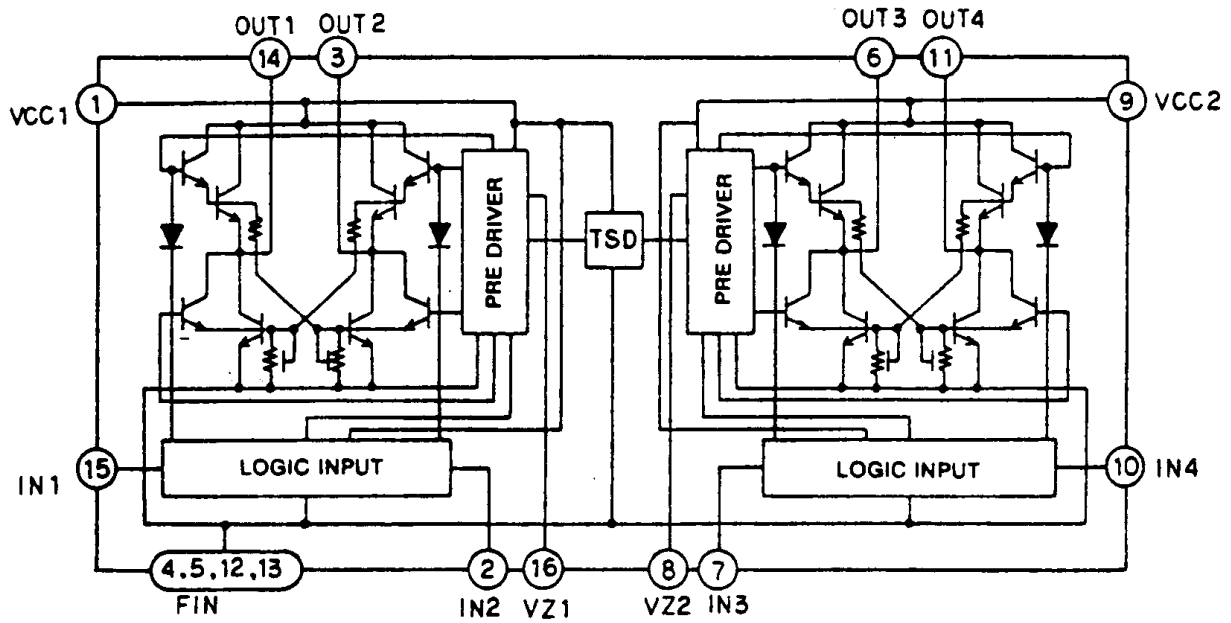 OUT1 OUT2 OUT3 OUT4
14 3 6 11
VCC1 1 9 VCC2
PRE DRIVER
TSD
PRE DRIVER
LOGIC INPUT
LOGIC INPUT
15 10
IN1 IN4
4,5,12,13 2 16 8 7
FIN IN2 VZ1 VZ2 IN3